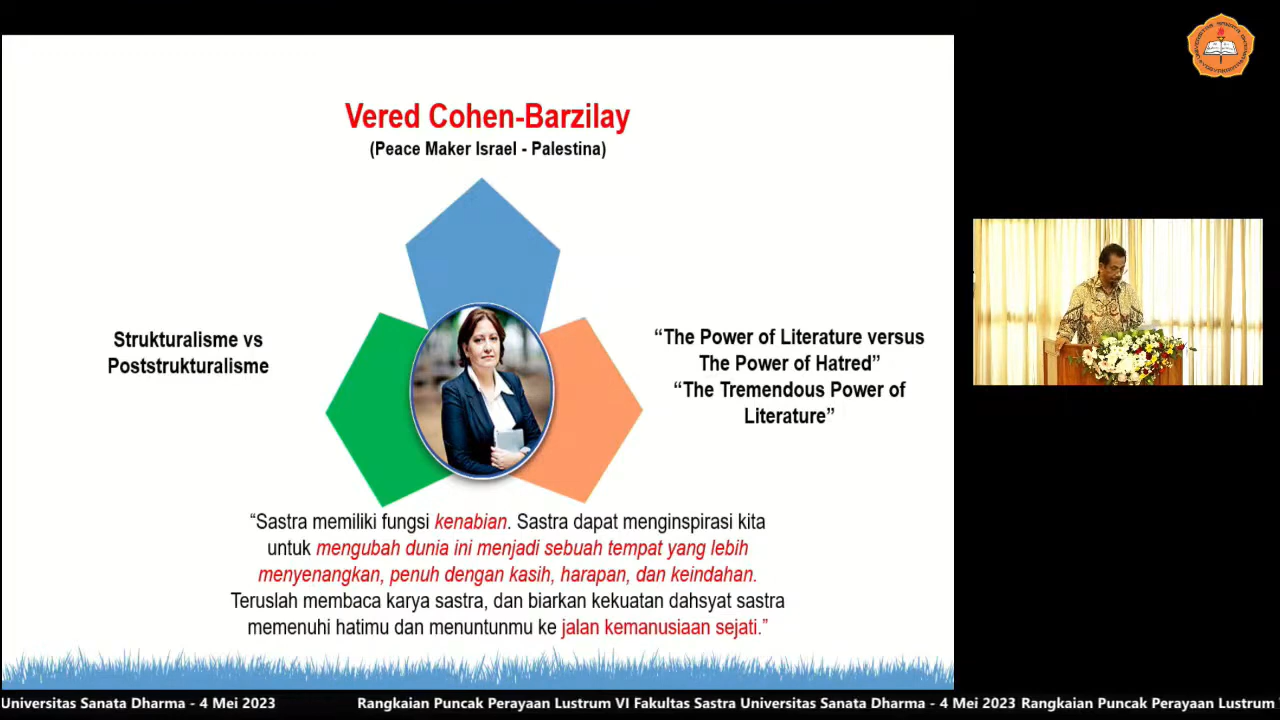 Vered Cohen-Barzilay
(Peace Maker Israel - Palestina)
Strukturalisme vs
Poststrukturalisme
“The Power of Literature versus
The Power of Hatred”
“The Tremendous Power of
Literature”
“Sastra memiliki fungsi kenabian. Sastra dapat menginspirasi kita
untuk mengubah dunia ini menjadi sebuah tempat yang lebih
menyenangkan, penuh dengan kasih, harapan, dan keindahan.
Teruslah membaca karya sastra, dan biarkan kekuatan dahsyat sastra
memenuhi hatimu dan menuntunmu ke jalan kemanusiaan sejati.”
Universitas Sanata Dharma - 4 Mei 2023 Rangkaian Puncak Perayaan Lustrum VI Fakultas Sastra Universitas Sanata Dharma - 4 Mei 2023 Rangkaian Puncak Perayaan Lustrum